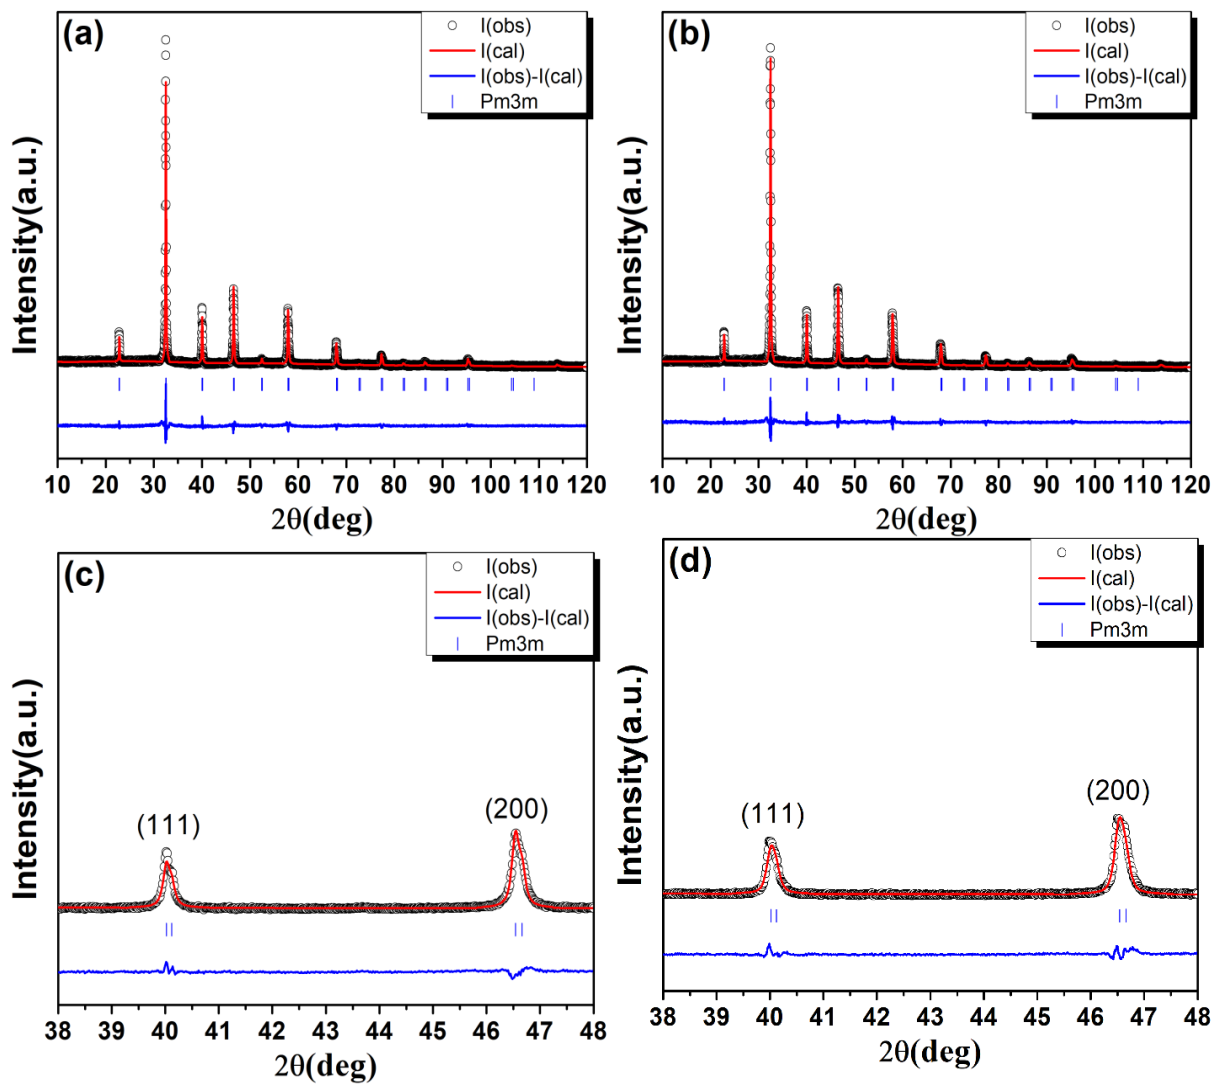 (a)
I(obs)
I(cal)
I(obs)-I(cal)
Pm3m
Intensity(a.u.)
10 20 30 40 50 60 70 80 90 100 110 120
2θ(deg)
(b)
I(obs)
I(cal)
I(obs)-I(cal)
Pm3m
Intensity(a.u.)
10 20 30 40 50 60 70 80 90 100 110 120
2θ(deg)
(c)
I(obs)
I(cal)
I(obs)-I(cal)
Pm3m
(111)
(200)
Intensity(a.u.)
38 39 40 41 42 43 44 45 46 47 48
2θ(deg)
(d)
I(obs)
I(cal)
I(obs)-I(cal)
Pm3m
(111)
(200)
Intensity(a.u.)
38 39 40 41 42 43 44 45 46 47 48
2θ(deg)